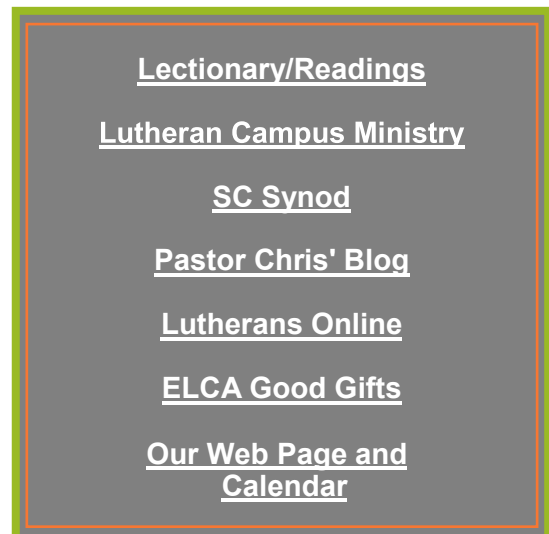 Lectionary/Readings
Lutheran Campus Ministry
SC Synod
Pastor Chris' Blog
Lutherans Online
ELCA Good Gifts
Our Web Page and
Calendar